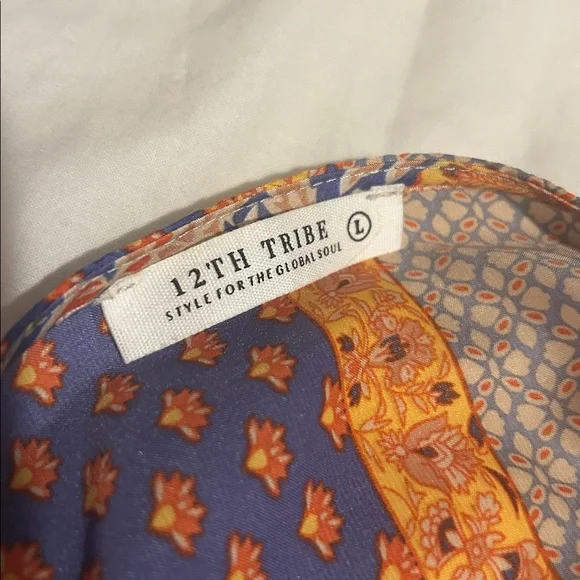 12TH TRIBE L
STYLE FOR THE GLOBAL SOUL